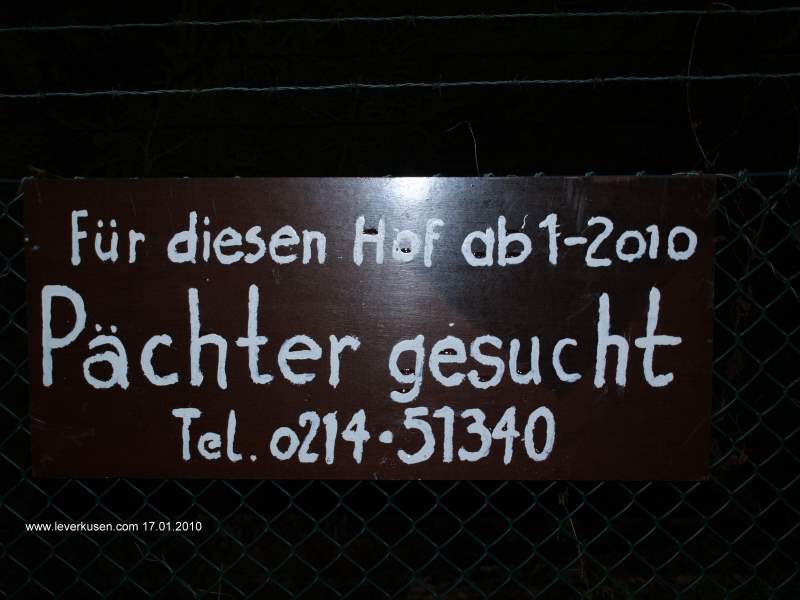 Für diesen Hof ab 1-2010
Pächter gesucht
Tel. 0214·51340
www.leverkusen.com 17.01.2010